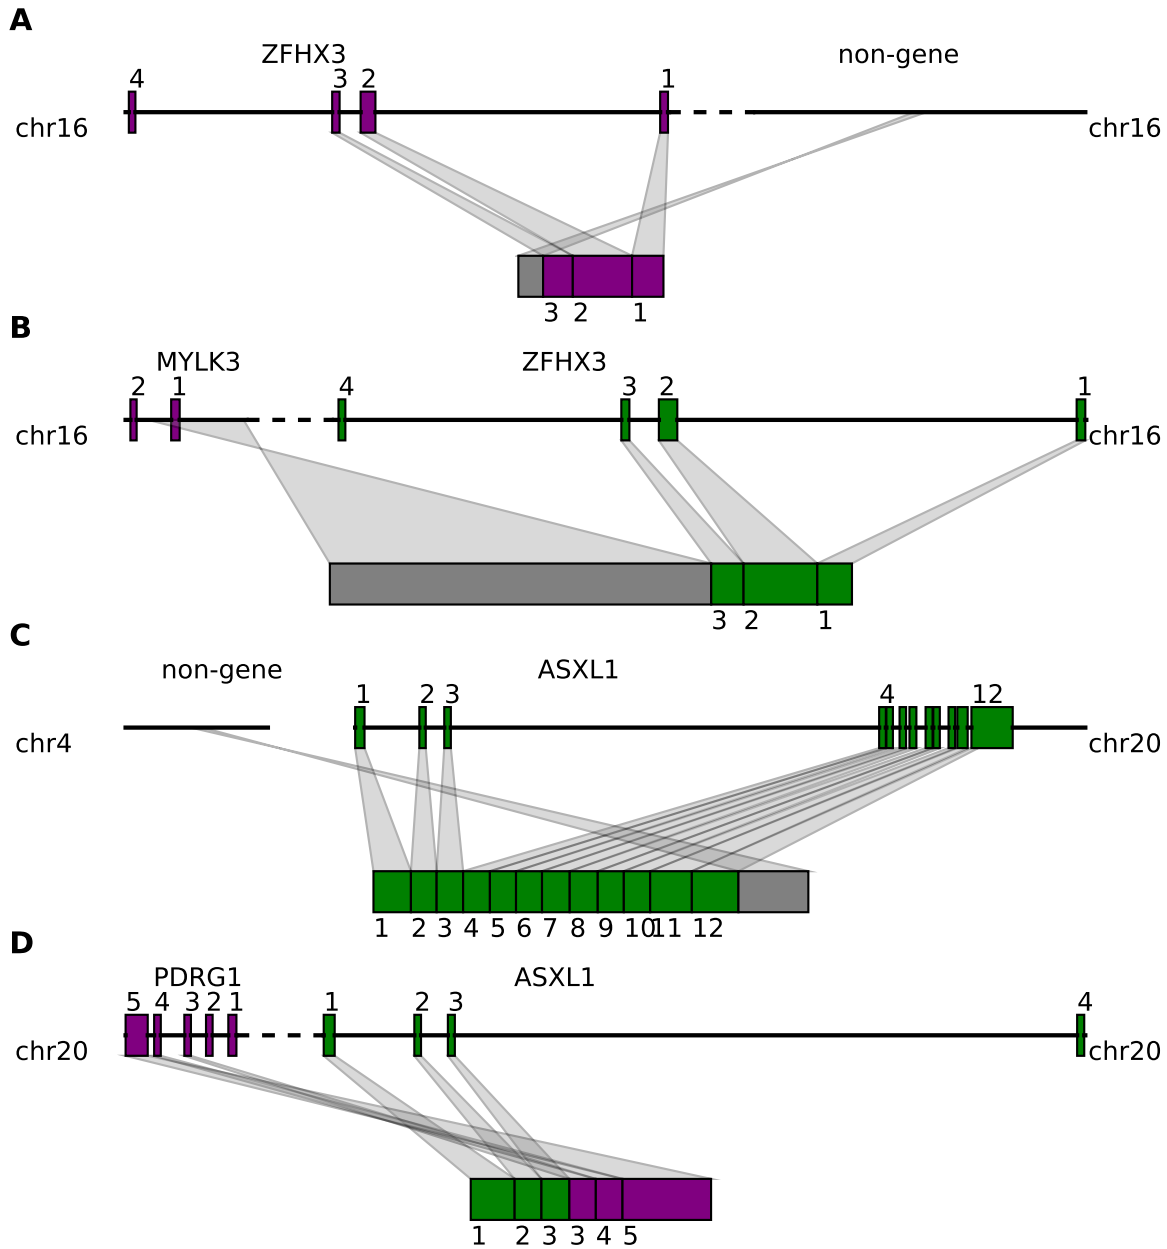 A
ZFHX3 non-gene
4 3 2 1
chr16 chr16
3 2 1
B
MYLK3 ZFHX3
2 1 4 3 2 1
chr16 chr16
3 2 1
C
non-gene ASXL1
1 2 3 4 12
chr4 chr20
1 2 3 4 5 6 7 8 9 10 11 12
D
PDRG1 ASXL1
5 4 3 2 1 1 2 3 4
chr20 chr20
1 2 3 3 4 5